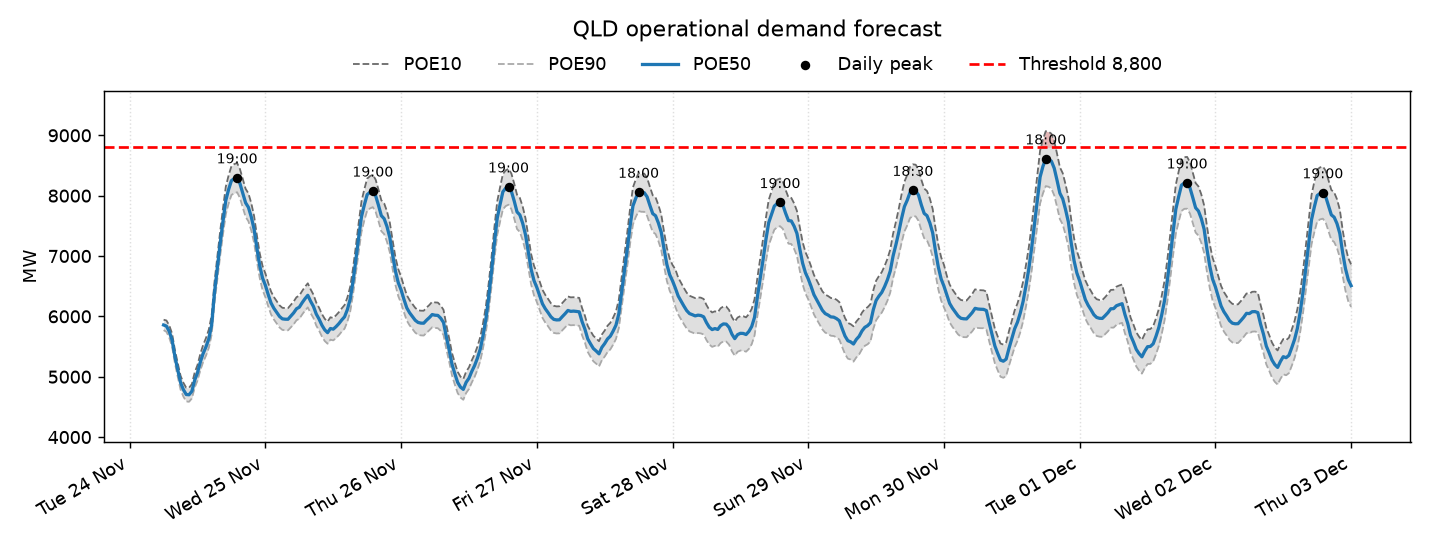 QLD operational demand forecast
POE10 POE90 POE50 Daily peak Threshold 8,800
MW
9000
8000
7000
6000
5000
4000
19:00 19:00 19:00 18:00 19:00 18:30 18:00 19:00 19:00
Tue 24 Nov Wed 25 Nov Thu 26 Nov Fri 27 Nov Sat 28 Nov Sun 29 Nov Mon 30 Nov Tue 01 Dec Wed 02 Dec Thu 03 Dec